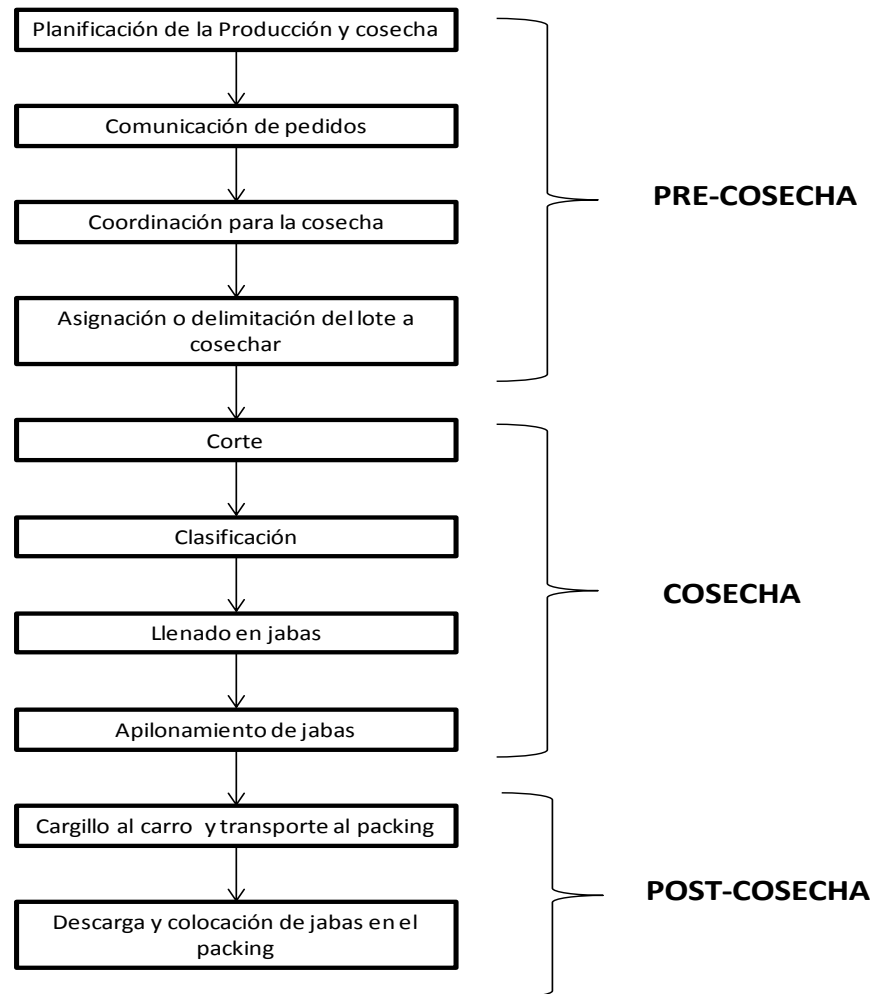 Planificación de la Producción y cosecha
Comunicación de pedidos
Coordinación para la cosecha
Asignación o delimitación del lote a
cosechar
PRE-COSECHA
Corte
Clasificación
Llenado en jabas
Apilonamiento de jabas
COSECHA
Cargillo al carro y transporte al packing
Descarga y colocación de jabas en el
packing
POST-COSECHA